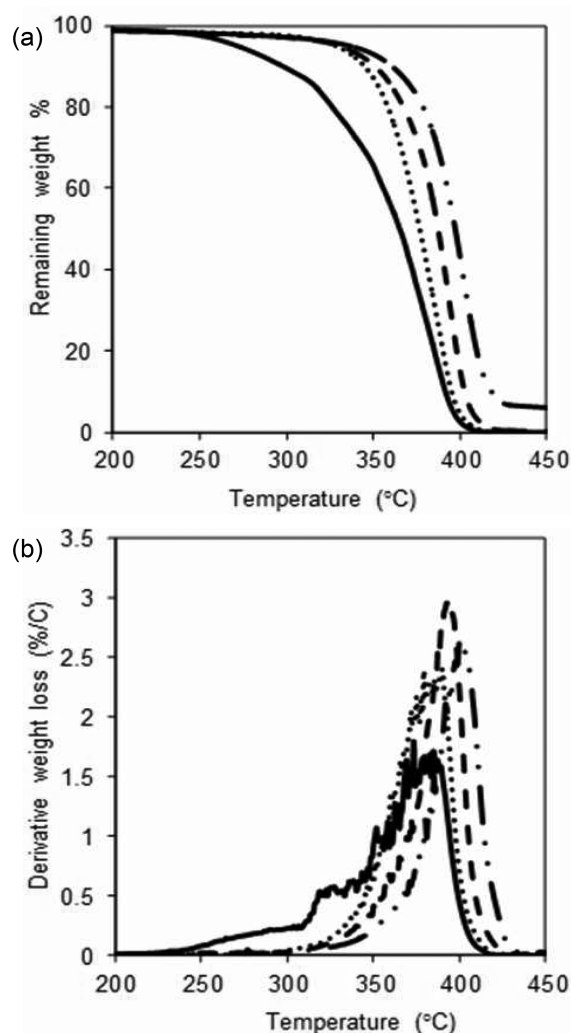 (a)
Remaining weight %
100
80
60
40
20
0
200 250 300 350 400 450
Temperature (°C)
(b)
Derivative weight loss (%/C)
3.5
3
2.5
2
1.5
1
0.5
0
200 250 300 350 400 450
Temperature (°C)